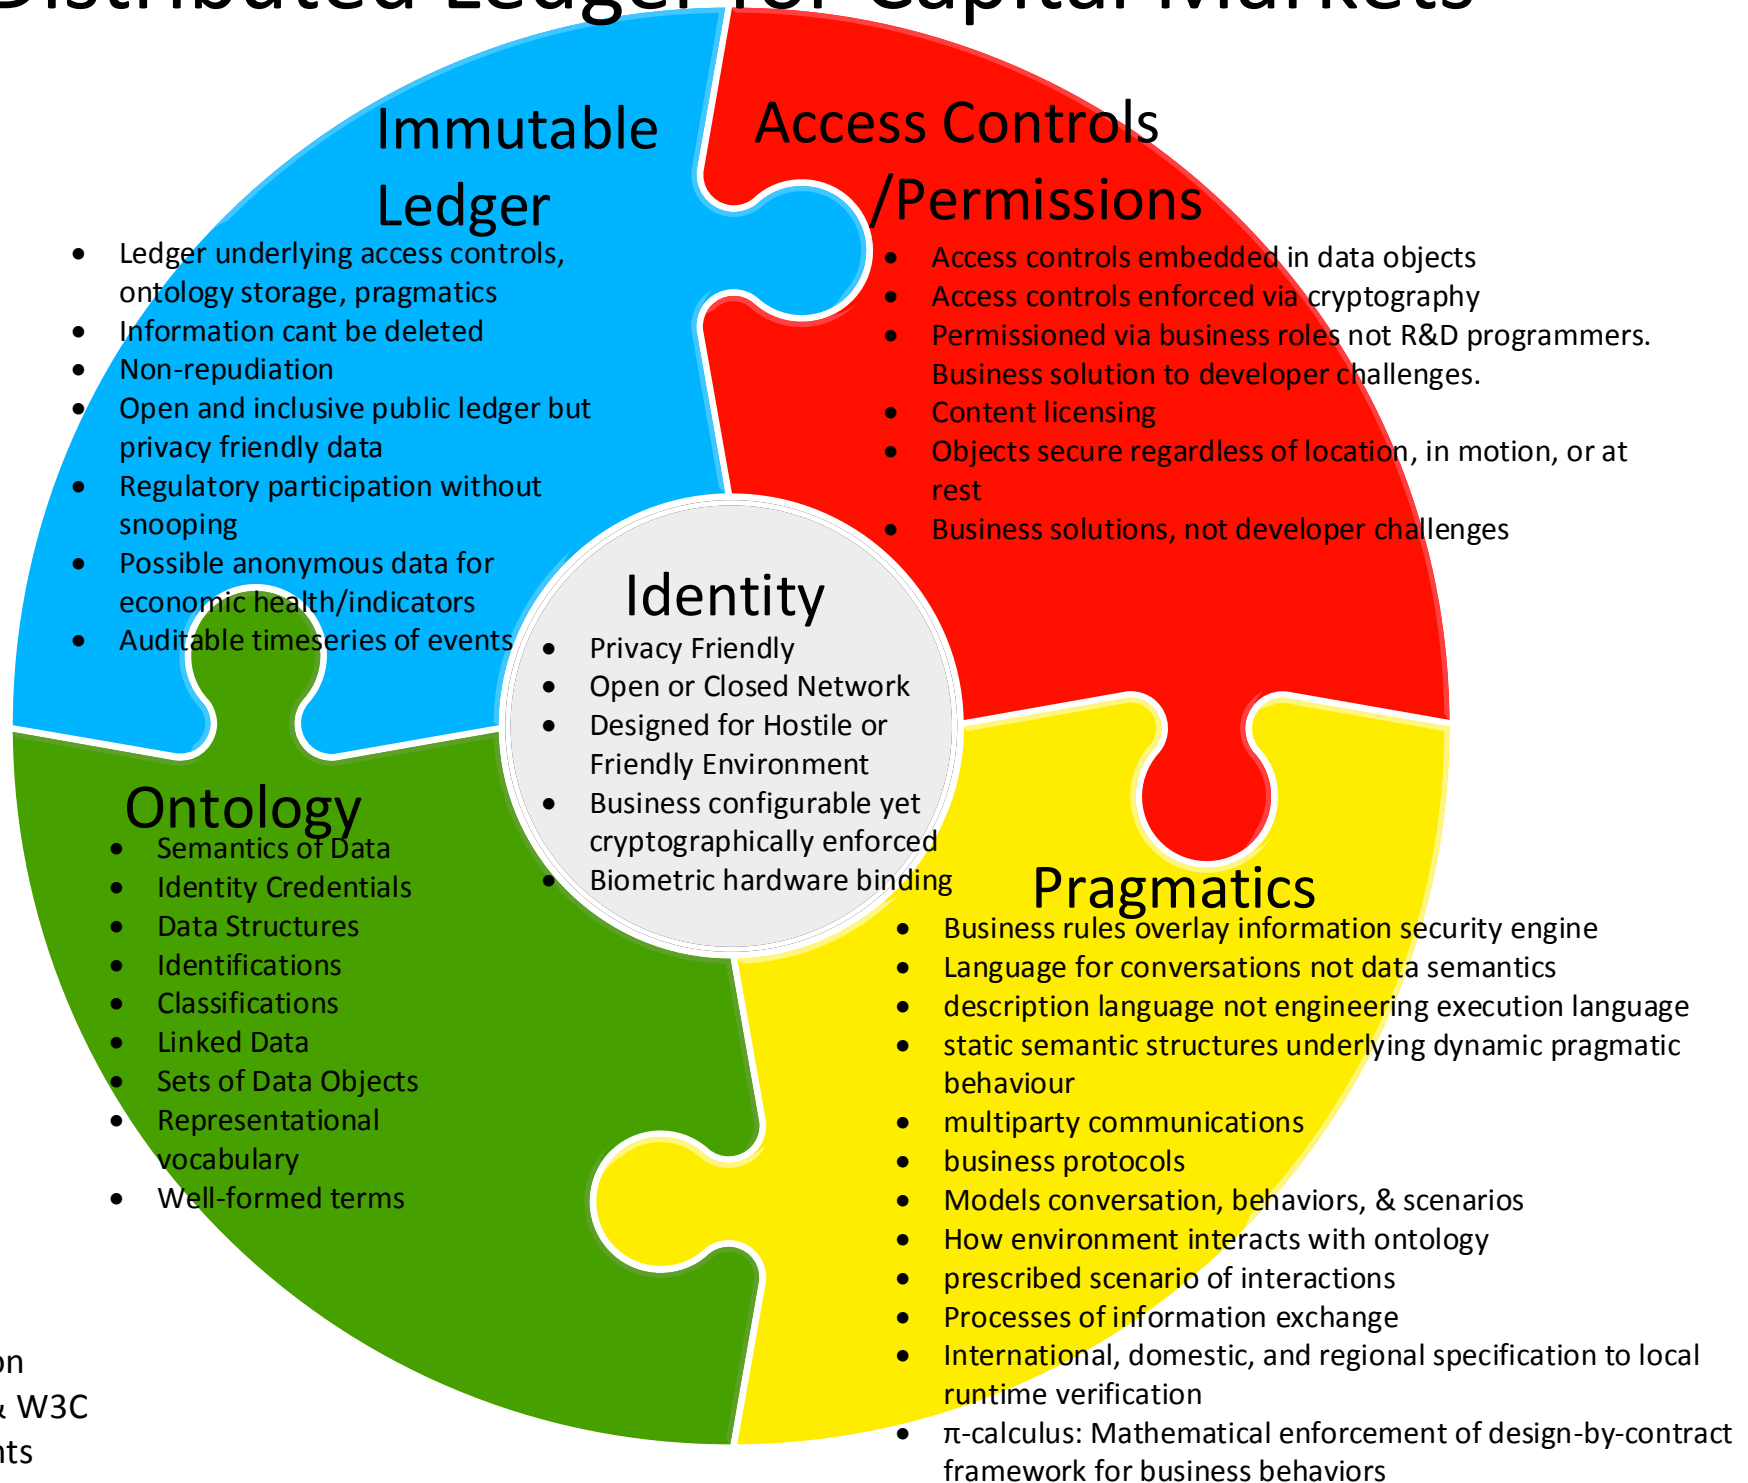 Distributed Ledger for Capital Markets
Immutable
Ledger
• Ledger underlying access controls,
ontology storage, pragmatics
• Information cant be deleted
• Non-repudiation
• Open and inclusive public ledger but
privacy friendly data
• Regulatory participation without
snooping
• Possible anonymous data for
economic health/indicators
• Auditable timeseries of events
Access Controls
/Permissions
• Access controls embedded in data objects
• Access controls enforced via cryptography
• Permissioned via business roles not R&D programmers.
Business solution to developer challenges.
• Content licensing
• Objects secure regardless of location, in motion, or at
rest
• Business solutions, not developer challenges
Identity
• Privacy Friendly
• Open or Closed Network
• Designed for Hostile or
Friendly Environment
• Business configurable yet
cryptographically enforced
• Biometric hardware binding
Ontology
• Semantics of Data
• Identity Credentials
• Data Structures
• Identifications
• Classifications
• Linked Data
• Sets of Data Objects
• Representational
vocabulary
• Well-formed terms
Pragmatics
• Business rules overlay information security engine
• Language for conversations not data semantics
• description language not engineering execution language
• static semantic structures underlying dynamic pragmatic
behaviour
• multiparty communications
• business protocols
• Models conversation, behaviors, & scenarios
• How environment interacts with ontology
• prescribed scenario of interactions
• Processes of information exchange
• International, domestic, and regional specification to local
runtime verification
• π-calculus: Mathematical enforcement of design-by-contract
framework for business behaviors
on
& W3C
nts